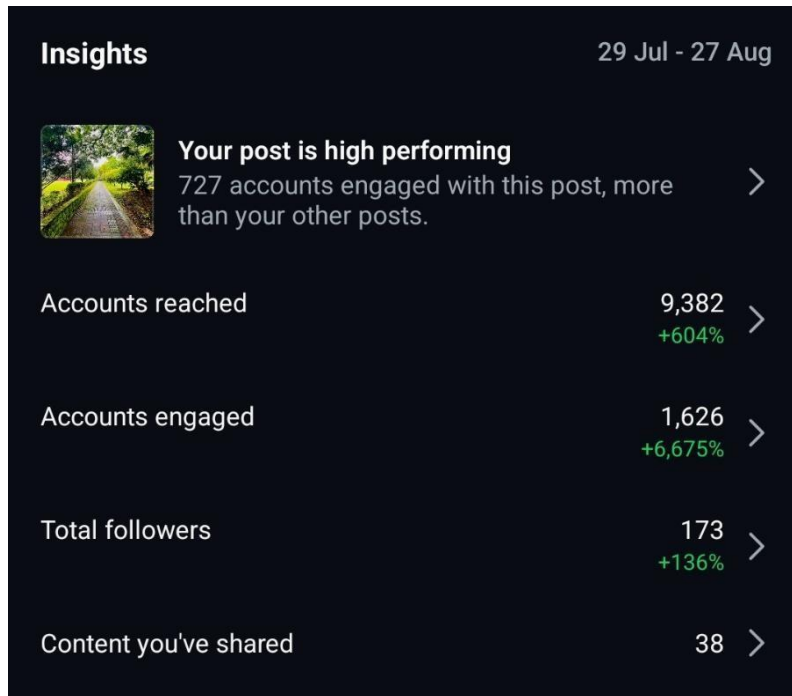 Insights
29 Jul - 27 Aug
Your post is high performing
727 accounts engaged with this post, more
than your other posts.
Accounts reached
9,382
+604%
Accounts engaged
1,626
+6,675%
Total followers
173
+136%
Content you've shared
38